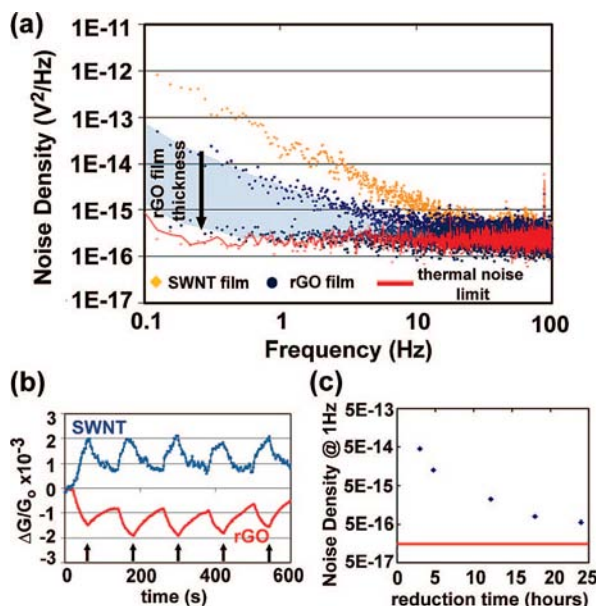 (a)
1E-11
1E-12
1E-13
1E-14
1E-15
1E-16
1E-17
Noise Density (V²/Hz)
rGO film
thickness
SWNT film
rGO film
thermal noise
limit
0.1
1
10
100
Frequency (Hz)
(b)
SWNT
3
2
1
0
-1
-2
-3
ΔG/Go x10⁻³
rGO
0
200
400
600
time (s)
(c)
5E-13
5E-14
5E-15
5E-16
5E-17
Noise Density @ 1Hz
0
5
10
15
20
25
reduction time (hours)